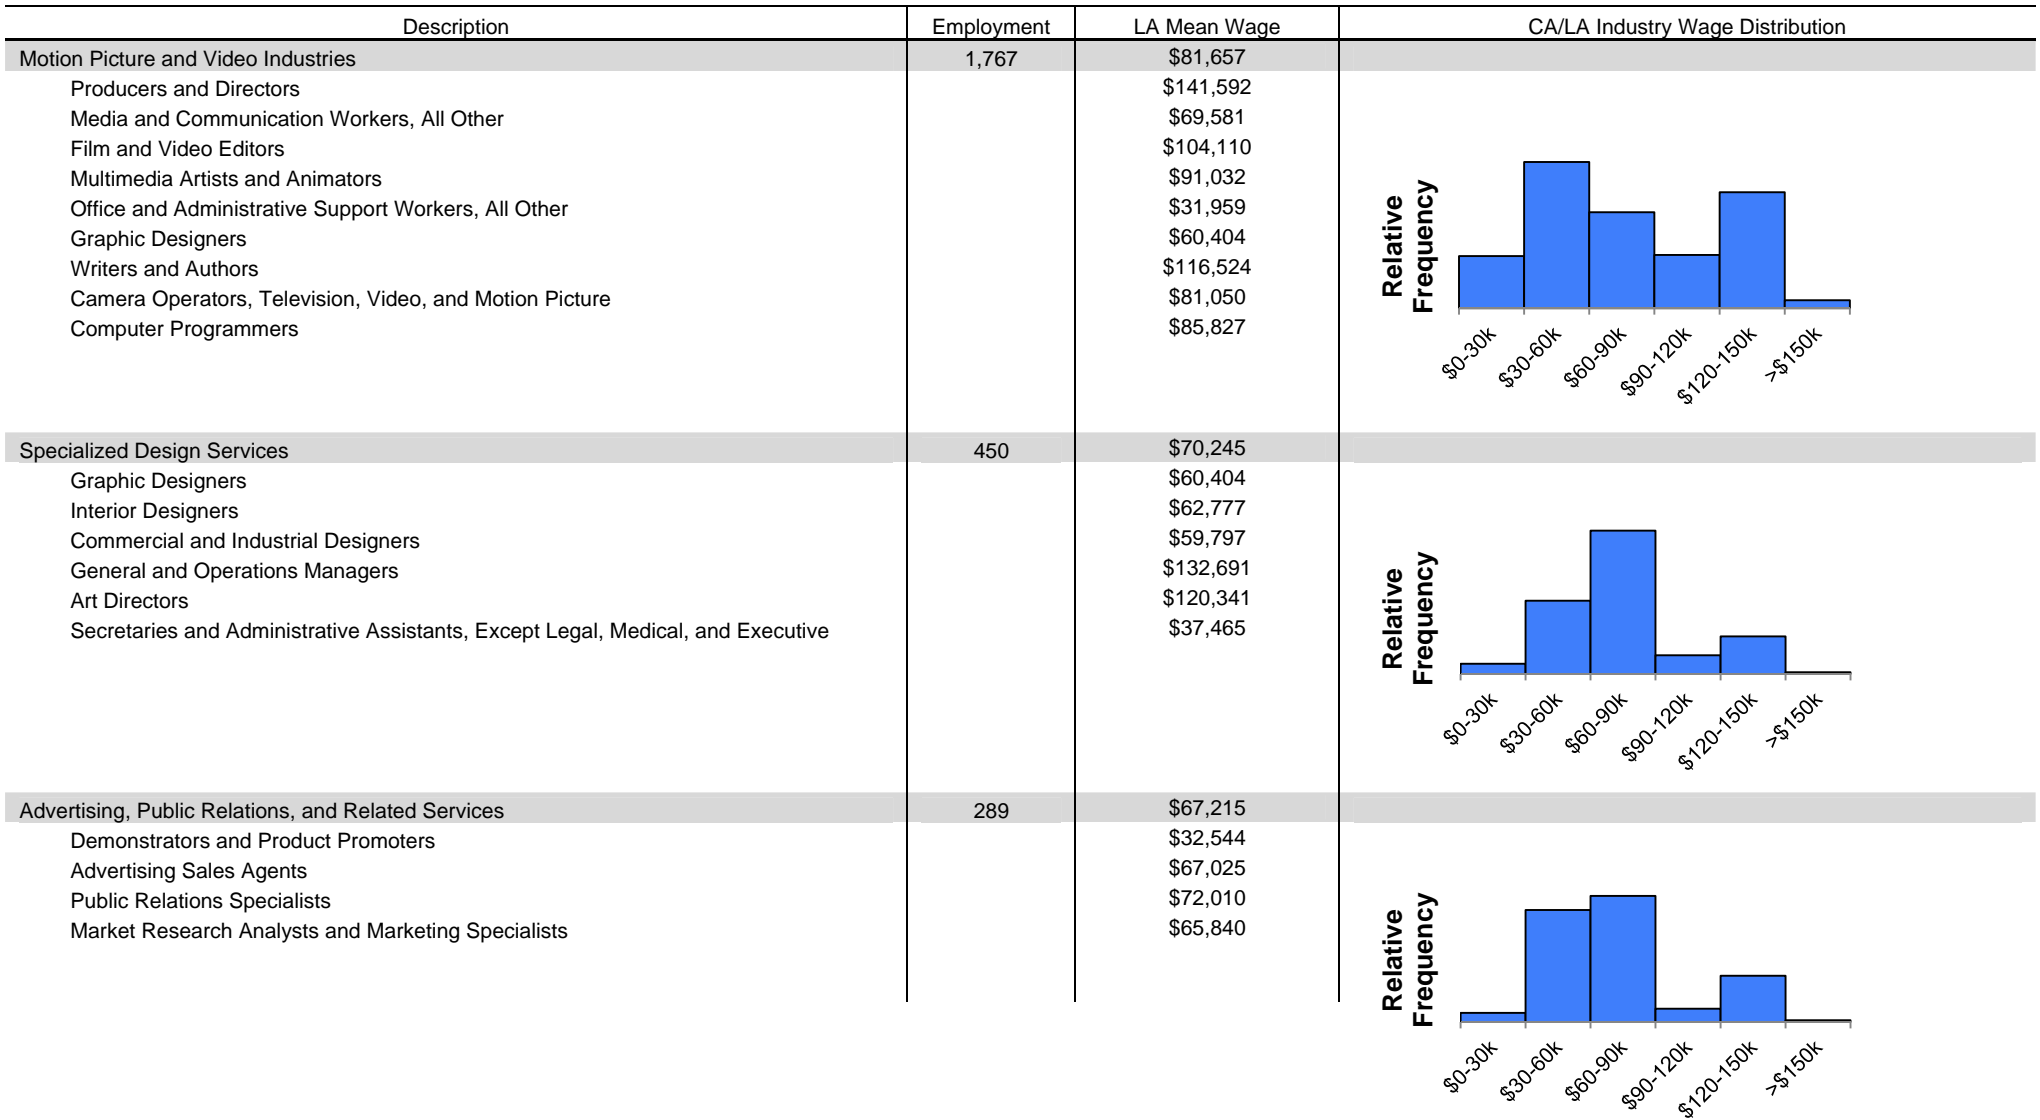 Description Employment LA Mean Wage CA/LA Industry Wage Distribution
Motion Picture and Video Industries 1,767 $81,657
Producers and Directors $141,592
Media and Communication Workers, All Other $69,581
Film and Video Editors $104,110
Multimedia Artists and Animators $91,032
Office and Administrative Support Workers, All Other $31,959
Graphic Designers $60,404
Writers and Authors $116,524
Camera Operators, Television, Video, and Motion Picture $81,050
Computer Programmers $85,827
Relative
Frequency
$0-30k $30-60k $60-90k $90-120k $120-150k >$150k
Specialized Design Services 450 $70,245
Graphic Designers $60,404
Interior Designers $62,777
Commercial and Industrial Designers $59,797
General and Operations Managers $132,691
Art Directors $120,341
Secretaries and Administrative Assistants, Except Legal, Medical, and Executive $37,465
Relative
Frequency
$0-30k $30-60k $60-90k $90-120k $120-150k >$150k
Advertising, Public Relations, and Related Services 289 $67,215
Demonstrators and Product Promoters $32,544
Advertising Sales Agents $67,025
Public Relations Specialists $72,010
Market Research Analysts and Marketing Specialists $65,840
Relative
Frequency
$0-30k $30-60k $60-90k $90-120k $120-150k >$150k